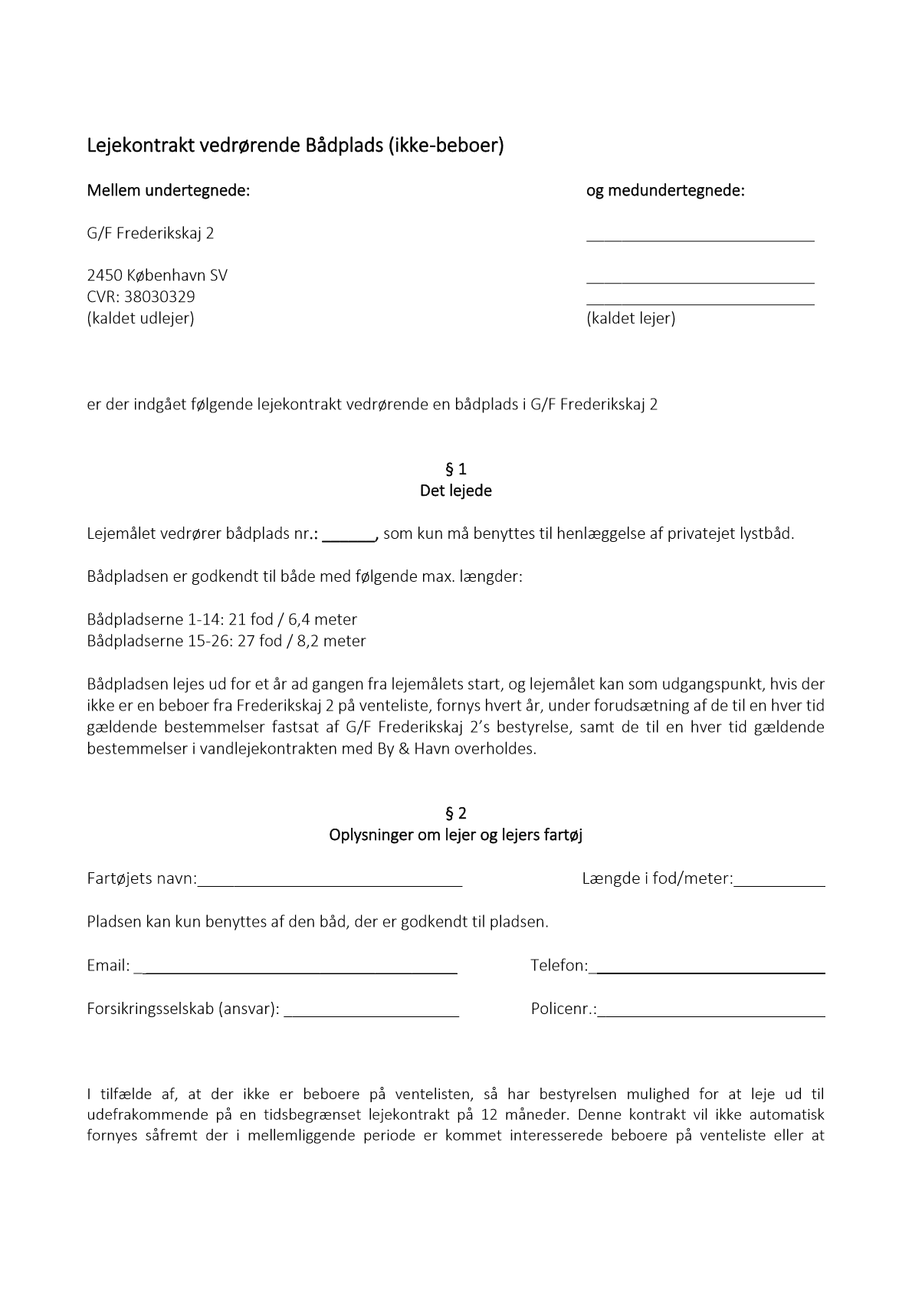 Lejekontrakt vedrørende Bådplads (ikke-beboer)
Mellem undertegnede: og medundertegnede:
G/F Frederikskaj 2 ___________________________
2450 København SV ___________________________
CVR: 38030329 ___________________________
(kaldet udlejer) (kaldet lejer)
er der indgået følgende lejekontrakt vedrørende en bådplads i G/F Frederikskaj 2
§ 1
Det lejede
Lejemålet vedrører bådplads nr.: ______, som kun må benyttes til henlæggelse af privatejet lystbåd.
Bådpladsen er godkendt til både med følgende max. længder:
Bådpladserne 1-14: 21 fod / 6,4 meter
Bådpladserne 15-26: 27 fod / 8,2 meter
Bådpladsen lejes ud for et år ad gangen fra lejemålets start, og lejemålet kan som udgangspunkt, hvis der
ikke er en beboer fra Frederikskaj 2 på venteliste, fornys hvert år, under forudsætning af de til en hver tid
gældende bestemmelser fastsat af G/F Frederikskaj 2’s bestyrelse, samt de til en hver tid gældende
bestemmelser i vandlejekontrakten med By & Havn overholdes.
§ 2
Oplysninger om lejer og lejers fartøj
Fartøjets navn:_______________________________ Længde i fod/meter:___________
Pladsen kan kun benyttes af den båd, der er godkendt til pladsen.
Email: ______________________________________ Telefon:____________________________
Forsikringsselskab (ansvar): _____________________ Policenr.:___________________________
I tilfælde af, at der ikke er beboere på ventelisten, så har bestyrelsen mulighed for at leje ud til
udefrakommende på en tidsbegrænset lejekontrakt på 12 måneder. Denne kontrakt vil ikke automatisk
fornyes såfremt der i mellemliggende periode er kommet interesserede beboere på venteliste eller at